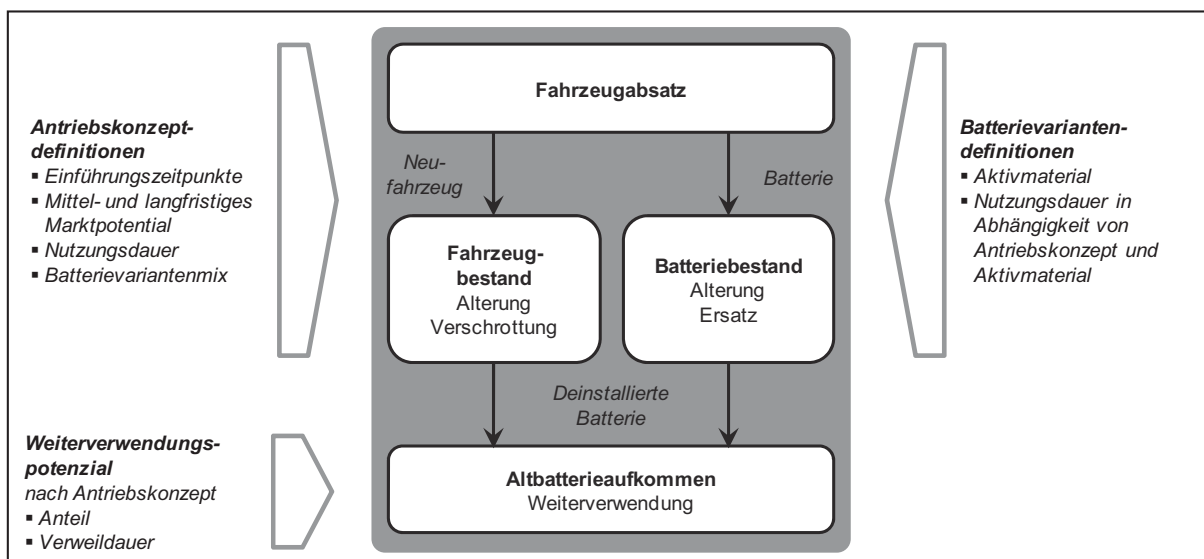 Fahrzeugabsatz
Antriebskonzept-
definitionen
▪ Einführungszeitpunkte
▪ Mittel- und langfristiges
Marktpotential
▪ Nutzungsdauer
▪ Batterievariantenmix
Neu-
fahrzeug
Batterie
Batterievarianten-
definitionen
▪ Aktivmaterial
▪ Nutzungsdauer in
Abhängigkeit von
Antriebskonzept und
Aktivmaterial
Fahrzeug-
bestand
Alterung
Verschrottung
Batteriebestand
Alterung
Ersatz
Deinstallierte
Batterie
Weiterverwendungs-
potenzial
nach Antriebskonzept
▪ Anteil
▪ Verweildauer
Altbatterieaufkommen
Weiterverwendung